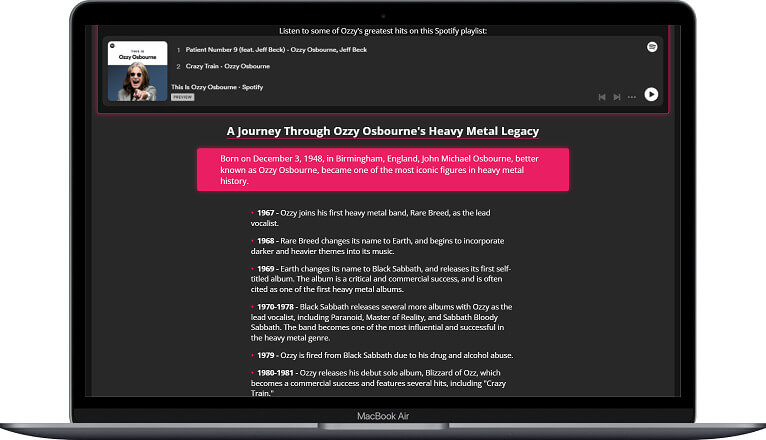 Listen to some of Ozzy's greatest hits on this Spotify playlist:
THIS IS
Ozzy Osbourne
1 Patient Number 9 (feat. Jeff Beck) - Ozzy Osbourne, Jeff Beck
2 Crazy Train - Ozzy Osbourne
This Is Ozzy Osbourne · Spotify
PREVIEW
A Journey Through Ozzy Osbourne's Heavy Metal Legacy
Born on December 3, 1948, in Birmingham, England, John Michael Osbourne, better
known as Ozzy Osbourne, became one of the most iconic figures in heavy metal
history.
• 1967 - Ozzy joins his first heavy metal band, Rare Breed, as the lead
vocalist.
• 1968 - Rare Breed changes its name to Earth, and begins to incorporate
darker and heavier themes into its music.
• 1969 - Earth changes its name to Black Sabbath, and releases its first self-
titled album. The album is a critical and commercial success, and is often
cited as one of the first heavy metal albums.
• 1970-1978 - Black Sabbath releases several more albums with Ozzy as the
lead vocalist, including Paranoid, Master of Reality, and Sabbath Bloody
Sabbath. The band becomes one of the most influential and successful in
the heavy metal genre.
• 1979 - Ozzy is fired from Black Sabbath due to his drug and alcohol abuse.
• 1980-1981 - Ozzy releases his debut solo album, Blizzard of Ozz, which
becomes a commercial success and features several hits, including "Crazy
Train."
MacBook Air